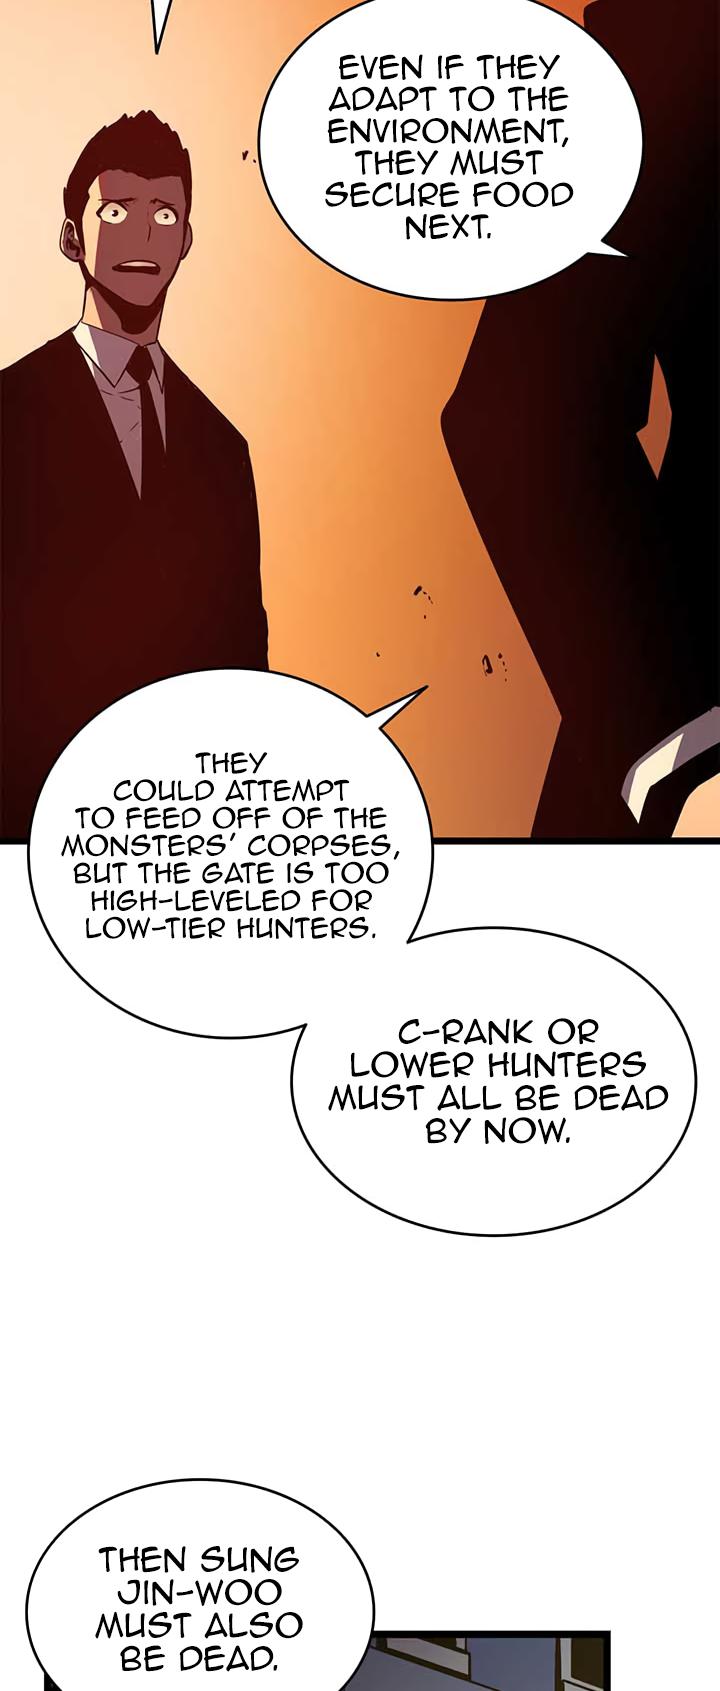 EVEN IF THEY
ADAPT TO THE
ENVIRONMENT,
THEY MUST
SECURE FOOD
NEXT.
THEY
COULD ATTEMPT
TO FEED OFF OF THE
MONSTERS' CORPSES,
BUT THE GATE IS TOO
HIGH-LEVELED FOR
LOW-TIER HUNTERS.
C-RANK OR
LOWER HUNTERS
MUST ALL BE DEAD
BY NOW.
THEN SUNG
JIN-WOO
MUST ALSO
BE DEAD.